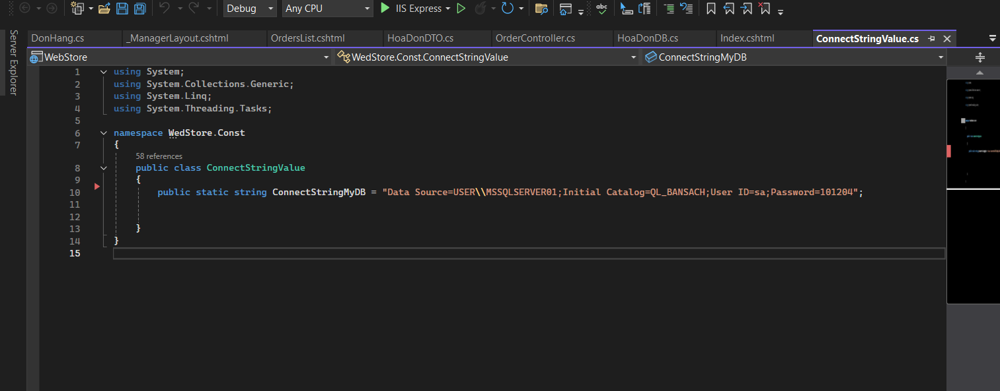 Debug Any CPU IIS Express abc
Server Explorer
DonHang.cs _ManagerLayout.cshtml OrdersList.cshtml HoaDonDTO.cs OrderController.cs HoaDonDB.cs Index.cshtml ConnectStringValue.cs
WebStore WedStore.Const.ConnectStringValue ConnectStringMyDB
1 using System;
2 using System.Collections.Generic;
3 using System.Linq;
4 using System.Threading.Tasks;
5
6 namespace WedStore.Const
7 {
58 references
8 public class ConnectStringValue
9 {
10 public static string ConnectStringMyDB = "Data Source=USER\\MSSQLSERVER01;Initial Catalog=QL_BANSACH;User ID=sa;Password=101204";
11
12
13 }
14 }
15